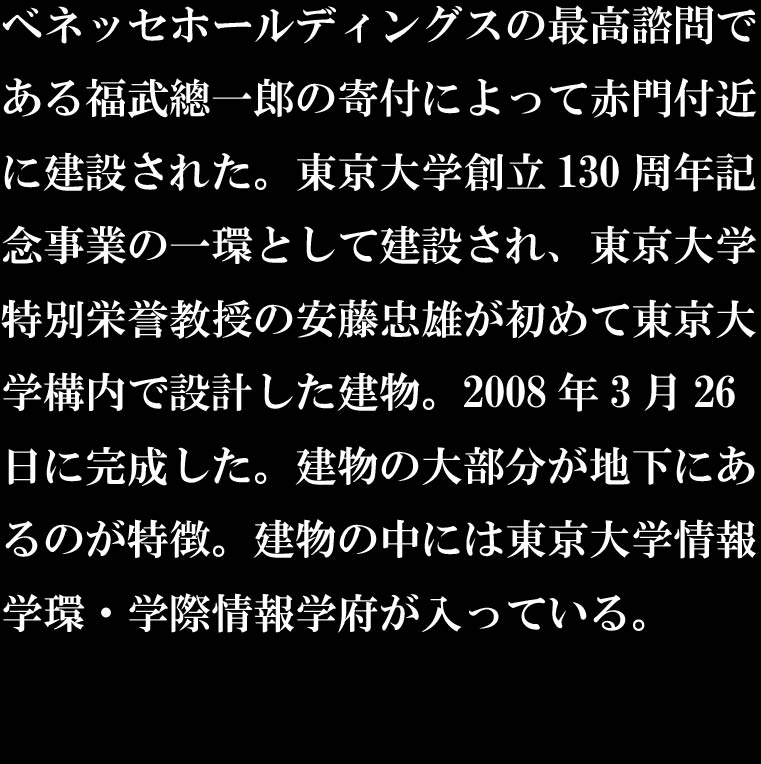 ベネッセホールディングスの最高諮問で
ある福武總一郎の寄付によって赤門付近
に建設された。東京大学創立 130 周年記
念事業の一環として建設され、東京大学
特別栄誉教授の安藤忠雄が初めて東京大
学構内で設計した建物。2008 年 3 月 26
日に完成した。建物の大部分が地下にあ
るのが特徴。建物の中には東京大学情報
学環・学際情報学府が入っている。